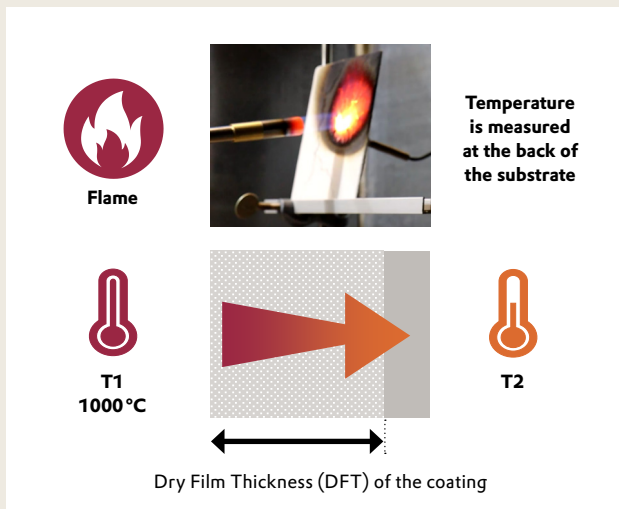 Flame
Temperature
is measured
at the back of
the substrate
T1
1000 °C
T2
Dry Film Thickness (DFT) of the coating